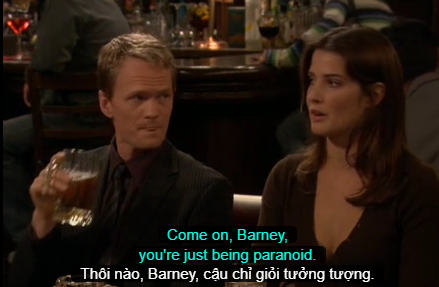 Come on, Barney,
you're just being paranoid.
Thôi nào, Barney, cậu chỉ giỏi tưởng tượng.